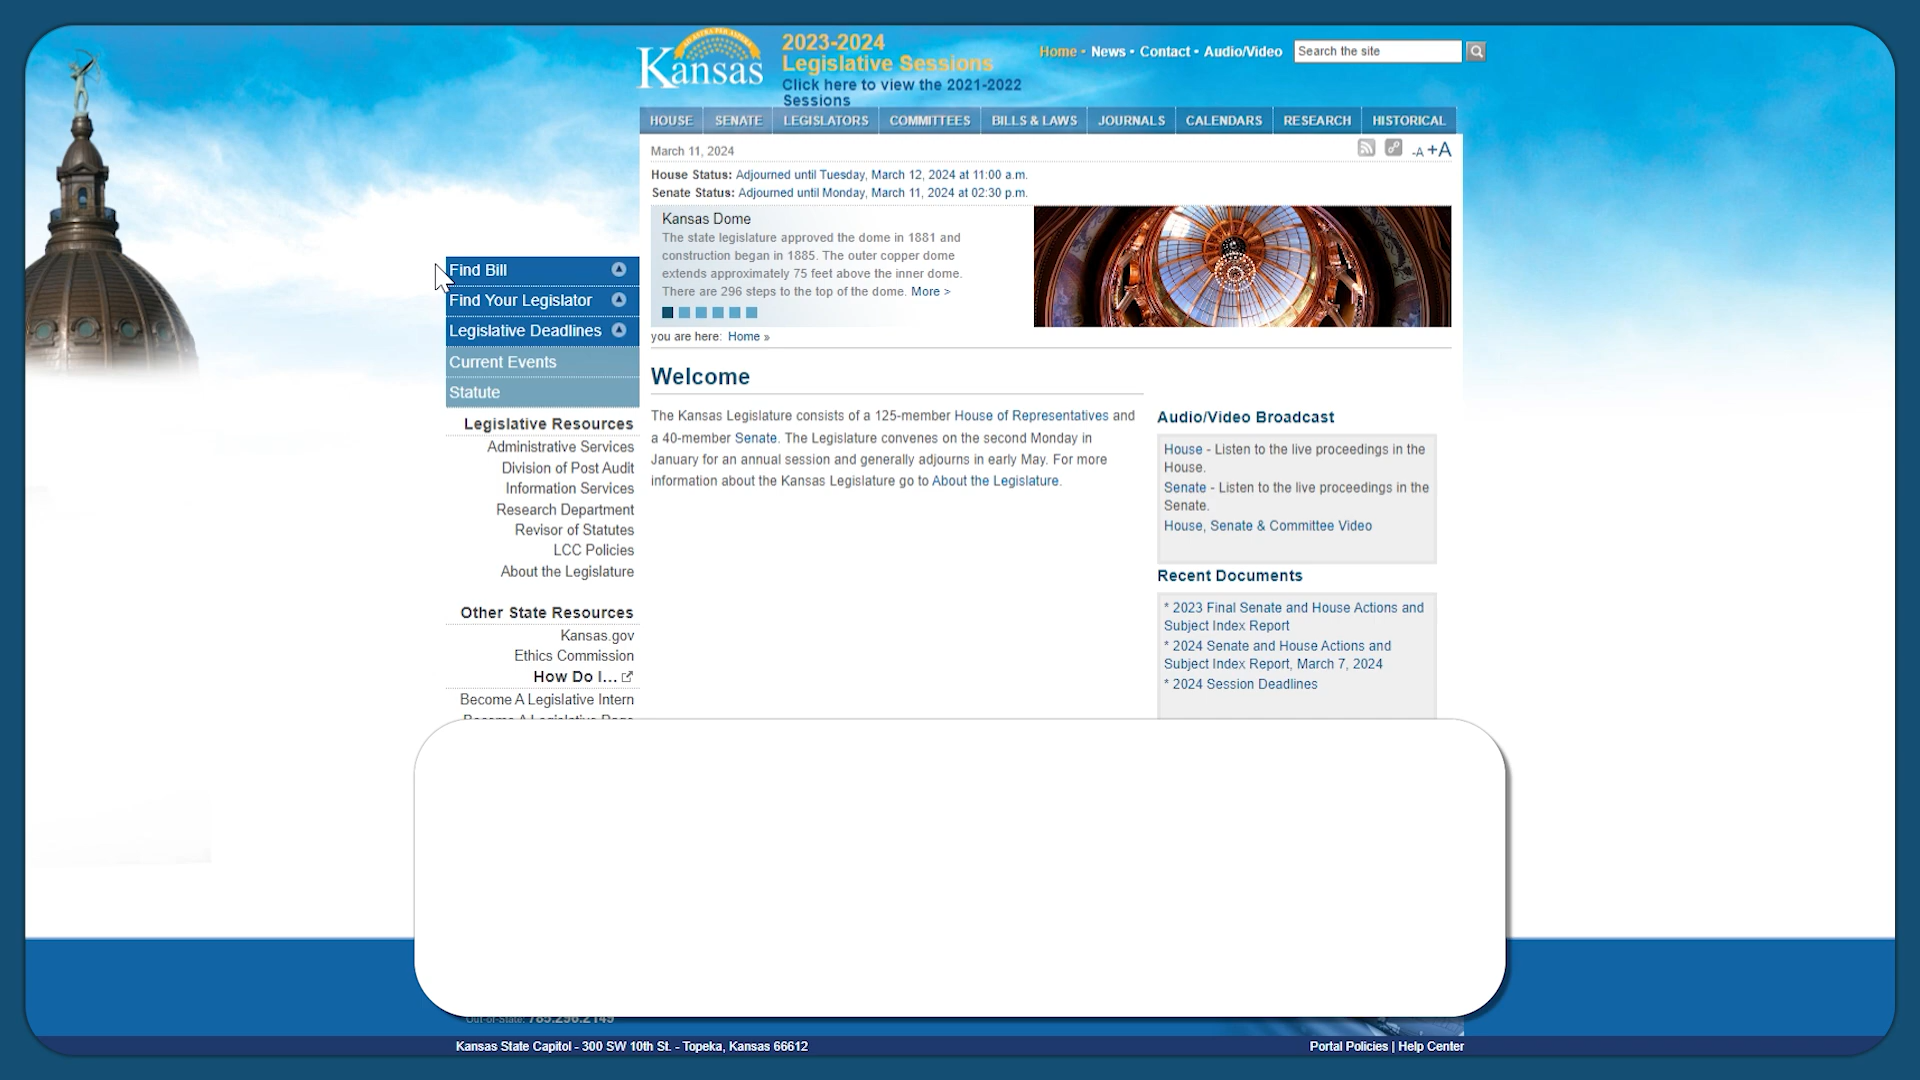 Kansas
2023-2024
Legislative Sessions
Click here to view the 2021-2022
Sessions
Home • News • Contact • Audio/Video
Search the site
HOUSE SENATE LEGISLATORS COMMITTEES BILLS & LAWS JOURNALS CALENDARS RESEARCH HISTORICAL
March 11, 2024
-A +A
House Status: Adjourned until Tuesday, March 12, 2024 at 11:00 a.m.
Senate Status: Adjourned until Monday, March 11, 2024 at 02:30 p.m.
Kansas Dome
The state legislature approved the dome in 1881 and
construction began in 1885. The outer copper dome
extends approximately 75 feet above the inner dome.
There are 296 steps to the top of the dome. More >
you are here: Home »
Find Bill
Find Your Legislator
Legislative Deadlines
Current Events
Statute
Legislative Resources
Administrative Services
Division of Post Audit
Information Services
Research Department
Revisor of Statutes
LCC Policies
About the Legislature
Other State Resources
Kansas.gov
Ethics Commission
How Do I...
Become A Legislative Intern
Become A Legislative Page
Welcome
The Kansas Legislature consists of a 125-member House of Representatives and
a 40-member Senate. The Legislature convenes on the second Monday in
January for an annual session and generally adjourns in early May. For more
information about the Kansas Legislature go to About the Legislature.
Audio/Video Broadcast
House - Listen to the live proceedings in the
House.
Senate - Listen to the live proceedings in the
Senate.
House, Senate & Committee Video
Recent Documents
* 2023 Final Senate and House Actions and
Subject Index Report
* 2024 Senate and House Actions and
Subject Index Report, March 7, 2024
* 2024 Session Deadlines
Out-of-State: 785.296.2149
Kansas State Capitol - 300 SW 10th St. - Topeka, Kansas 66612
Portal Policies | Help Center